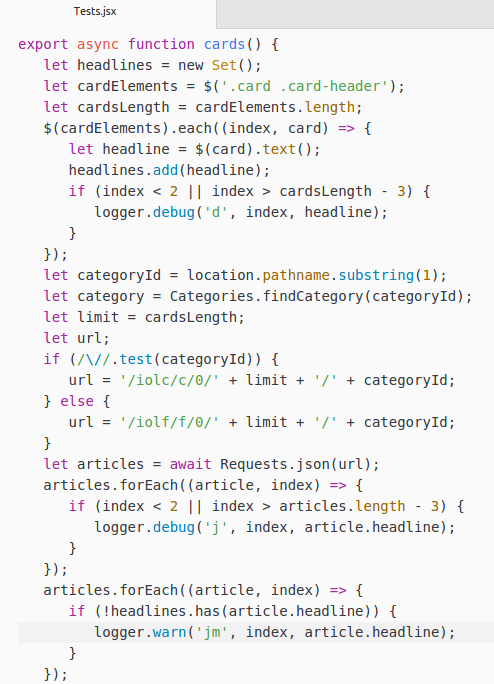 Tests.jsx
export async function cards() {
let headlines = new Set();
let cardElements = $('.card .card-header');
let cardsLength = cardElements.length;
$(cardElements).each((index, card) => {
let headline = $(card).text();
headlines.add(headline);
if (index < 2 || index > cardsLength - 3) {
logger.debug('d', index, headline);
}
});
let categoryId = location.pathname.substring(1);
let category = Categories.findCategory(categoryId);
let limit = cardsLength;
let url;
if (/\//.test(categoryId)) {
url = '/iolc/c/0/' + limit + '/' + categoryId;
} else {
url = '/iolf/f/0/' + limit + '/' + categoryId;
}
let articles = await Requests.json(url);
articles.forEach((article, index) => {
if (index < 2 || index > articles.length - 3) {
logger.debug('j', index, article.headline);
}
});
articles.forEach((article, index) => {
if (!headlines.has(article.headline)) {
logger.warn('jm', index, article.headline);
}
});